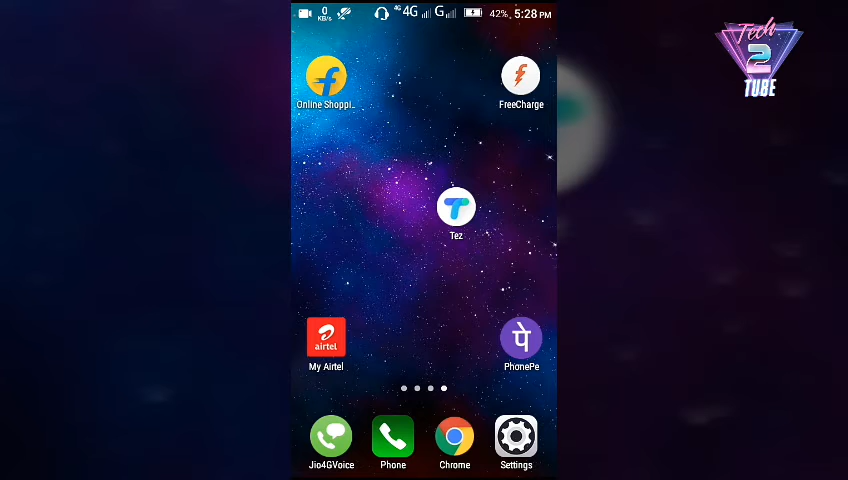 0
KB/s
4G
4G
G
42%
5:28 PM
Tech
2
TUBE
f
Online Shoppi..
FreeCharge
Tez
airtel
My Airtel
पे
PhonePe
Jio4GVoice
Phone
Chrome
Settings